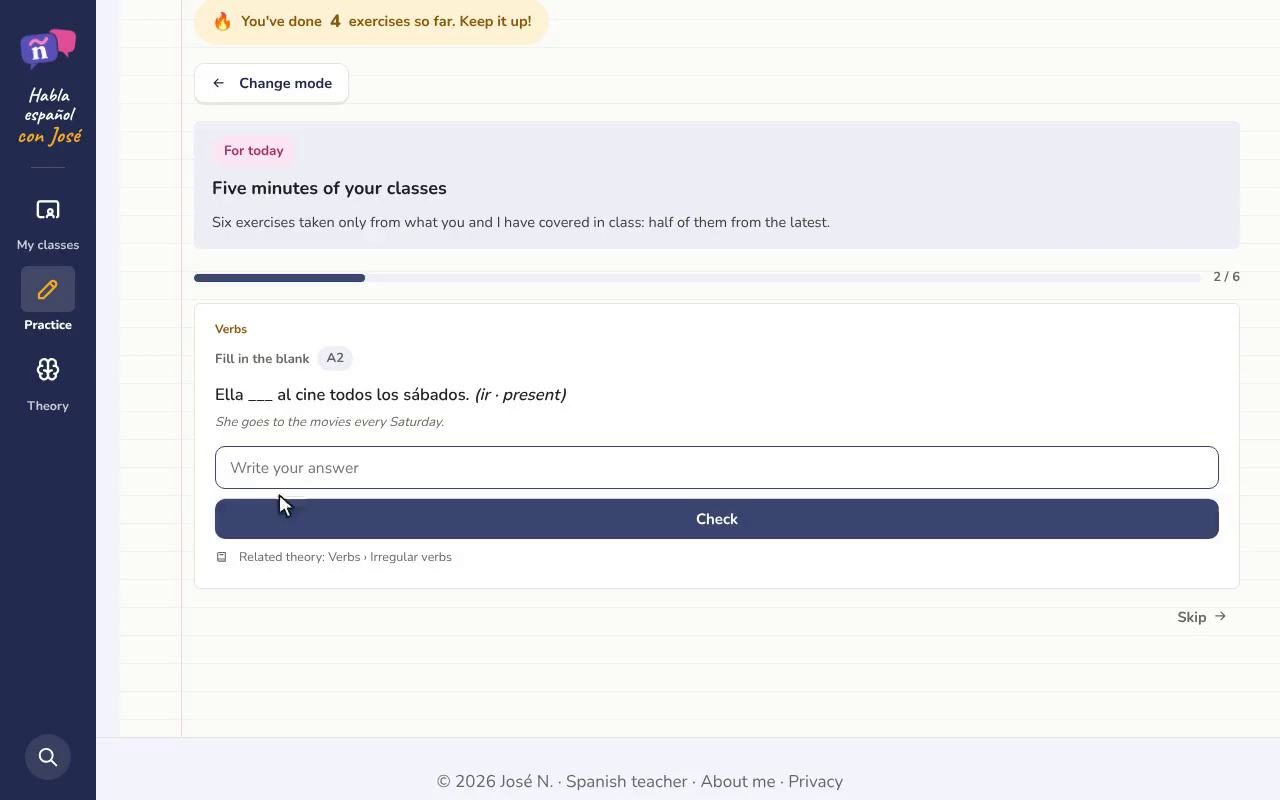 🔥 You've done 4 exercises so far. Keep it up!
← Change mode
ñ
Habla
español
con José
For today
Five minutes of your classes
Six exercises taken only from what you and I have covered in class: half of them from the latest.
My classes
2 / 6
Practice
Verbs
Fill in the blank A2
Ella ___ al cine todos los sábados. (ir · present)
She goes to the movies every Saturday.
Theory
Write your answer
Check
Related theory: Verbs › Irregular verbs
Skip →
© 2026 José N. · Spanish teacher · About me · Privacy